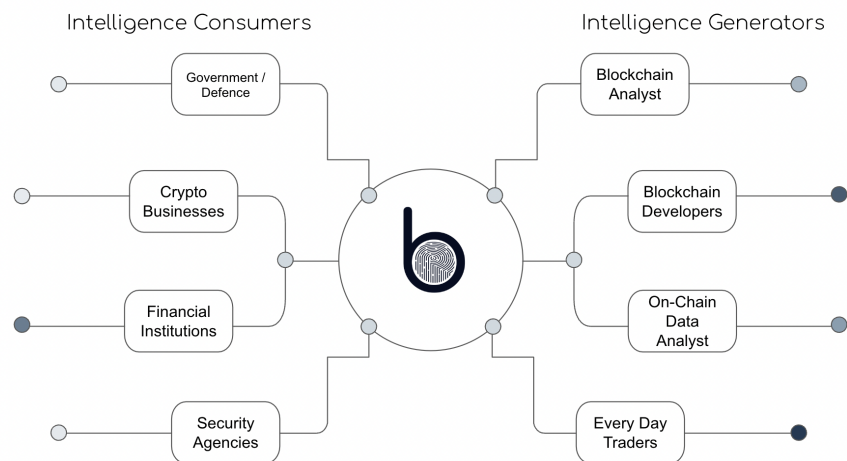 Intelligence Consumers
Intelligence Generators
Government /
Defence
Blockchain
Analyst
Crypto
Businesses
Blockchain
Developers
b
Financial
Institutions
On-Chain
Data
Analyst
Security
Agencies
Every Day
Traders